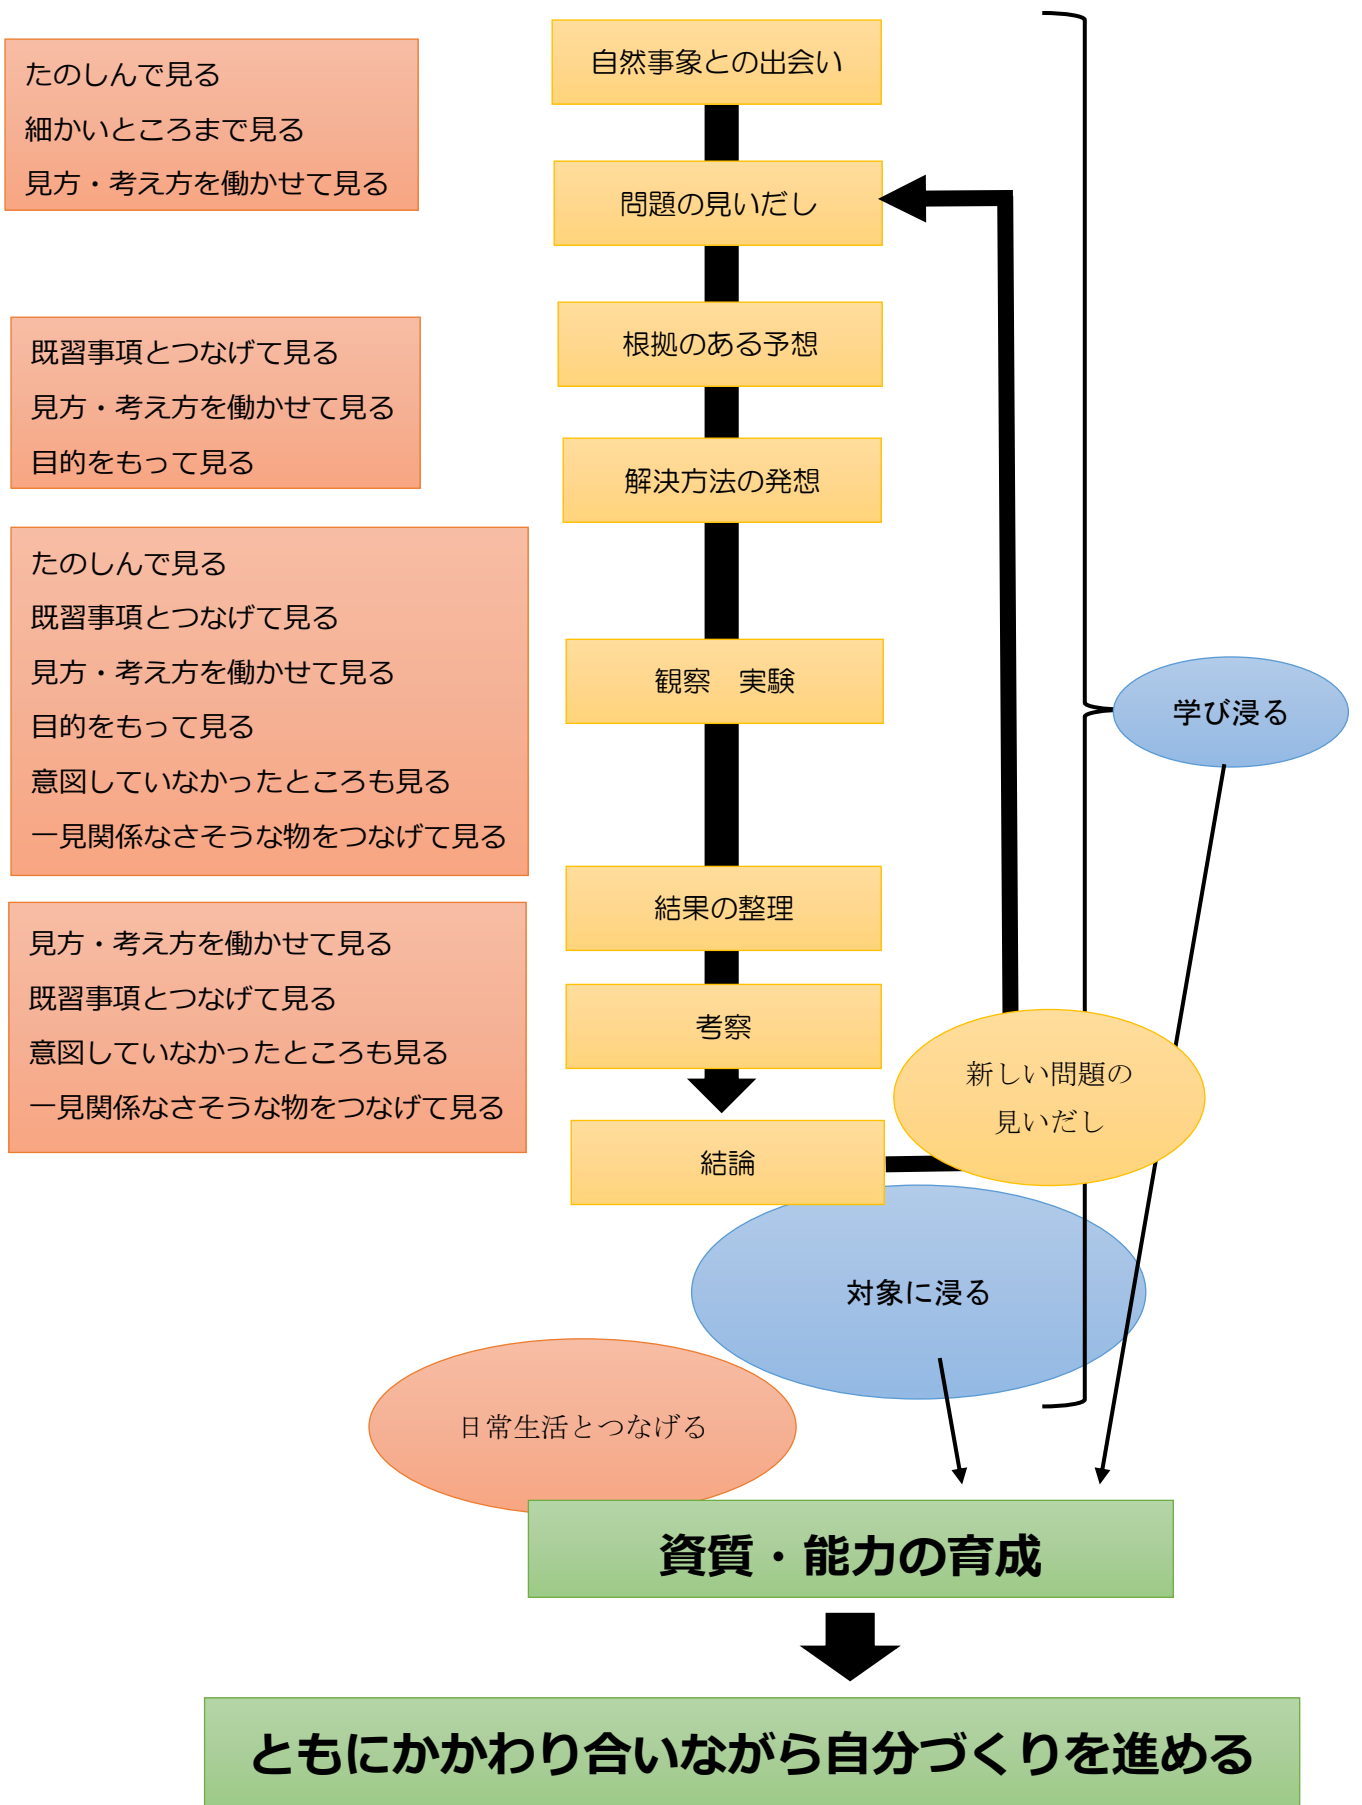 自然事象との出会い
たのしんで見る
細かいところまで見る
見方・考え方を働かせて見る
問題の見いだし
根拠のある予想
既習事項とつなげて見る
見方・考え方を働かせて見る
目的をもって見る
解決方法の発想
たのしんで見る
既習事項とつなげて見る
見方・考え方を働かせて見る
目的をもって見る
意図していなかったところも見る
一見関係なさそうな物をつなげて見る
観察　実験
学び浸る
結果の整理
見方・考え方を働かせて見る
既習事項とつなげて見る
意図していなかったところも見る
一見関係なさそうな物をつなげて見る
考察
新しい問題の
見いだし
結論
対象に浸る
日常生活とつなげる
資質・能力の育成
ともにかかわり合いながら自分づくりを進める